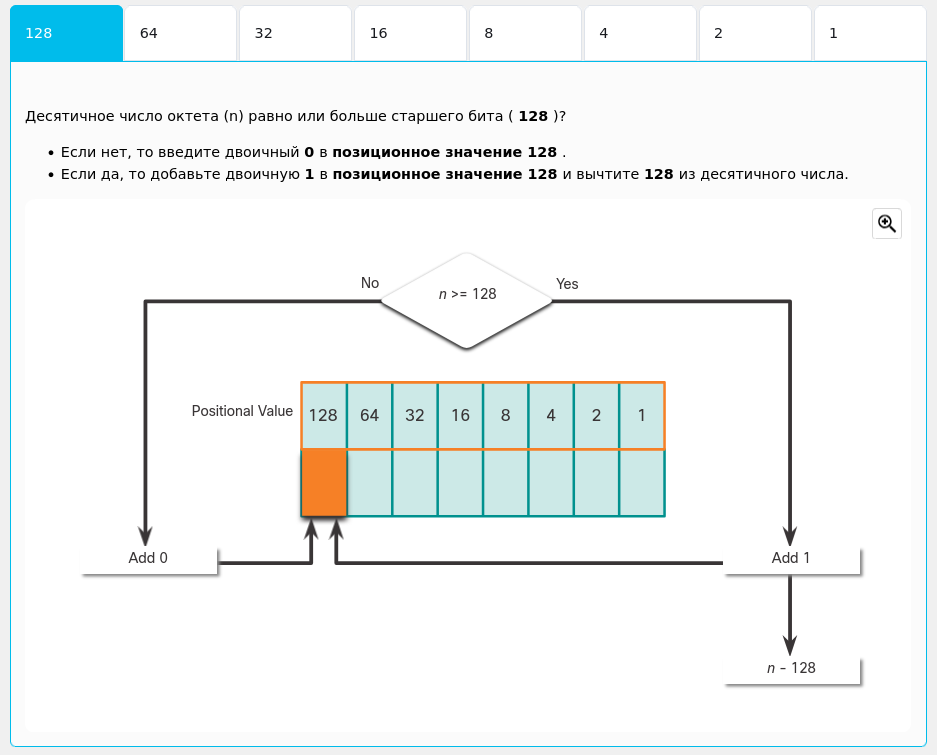 128 64 32 16 8 4 2 1
Десятичное число октета (n) равно или больше старшего бита ( 128 )?
• Если нет, то введите двоичный 0 в позиционное значение 128 .
• Если да, то добавьте двоичную 1 в позиционное значение 128 и вычтите 128 из десятичного числа.
No
n >= 128
Yes
Positional Value
128 64 32 16 8 4 2 1
Add 0
Add 1
n - 128